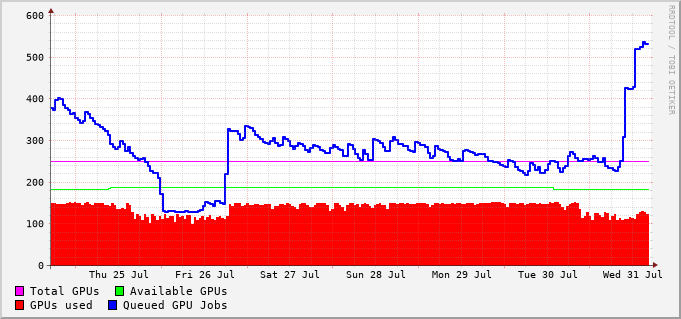 600
500
400
300
200
100
0
Thu 25 Jul Fri 26 Jul Sat 27 Jul Sun 28 Jul Mon 29 Jul Tue 30 Jul Wed 31 Jul
Total GPUs Available GPUs
GPUs used Queued GPU Jobs
RRDTOOL / TOBI OETIKER